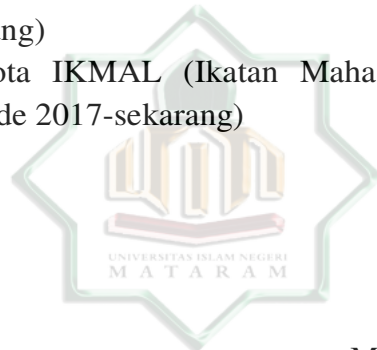 ang)
ota IKMAL (Ikatan Maha
de 2017-sekarang)
UNIVERSITAS ISLAM NEGERI
MATARAM
M